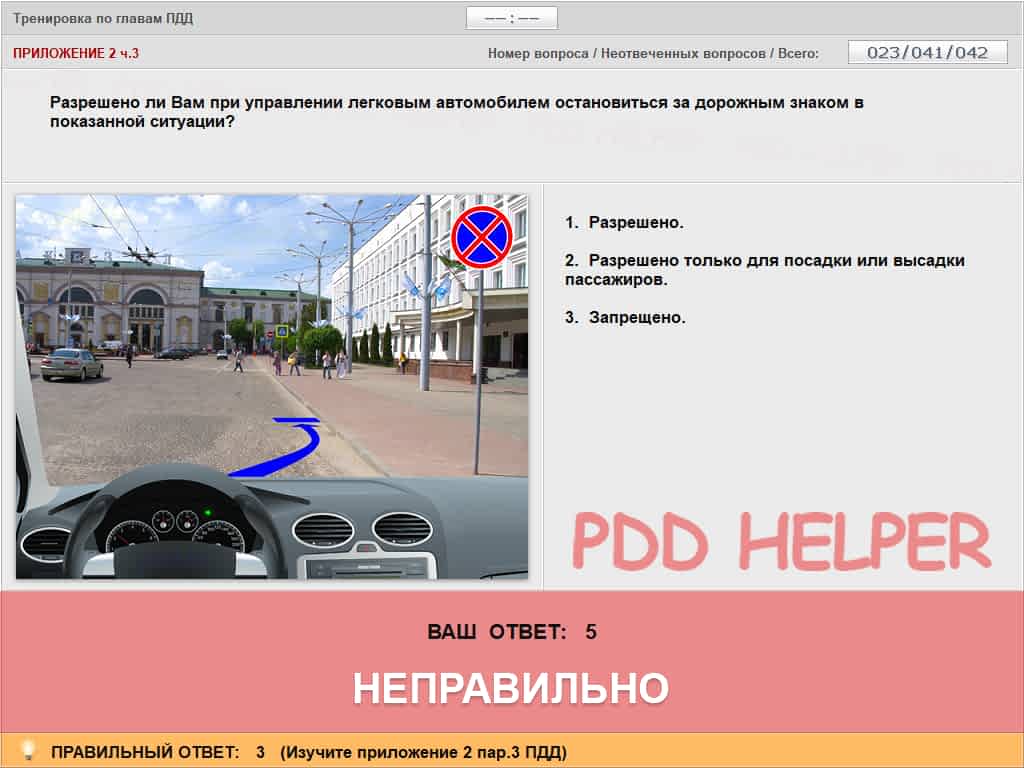 Тренировка по главам ПДД
—— : ——
ПРИЛОЖЕНИЕ 2 ч.3
Номер вопроса / Неотвеченных вопросов / Всего:
023/041/042
Разрешено ли Вам при управлении легковым автомобилем остановиться за дорожным знаком в
показанной ситуации?
1. Разрешено.
2. Разрешено только для посадки или высадки
пассажиров.
3. Запрещено.
PDD HELPER
ВАШ ОТВЕТ: 5
НЕПРАВИЛЬНО
ПРАВИЛЬНЫЙ ОТВЕТ: 3 (Изучите приложение 2 пар.3 ПДД)